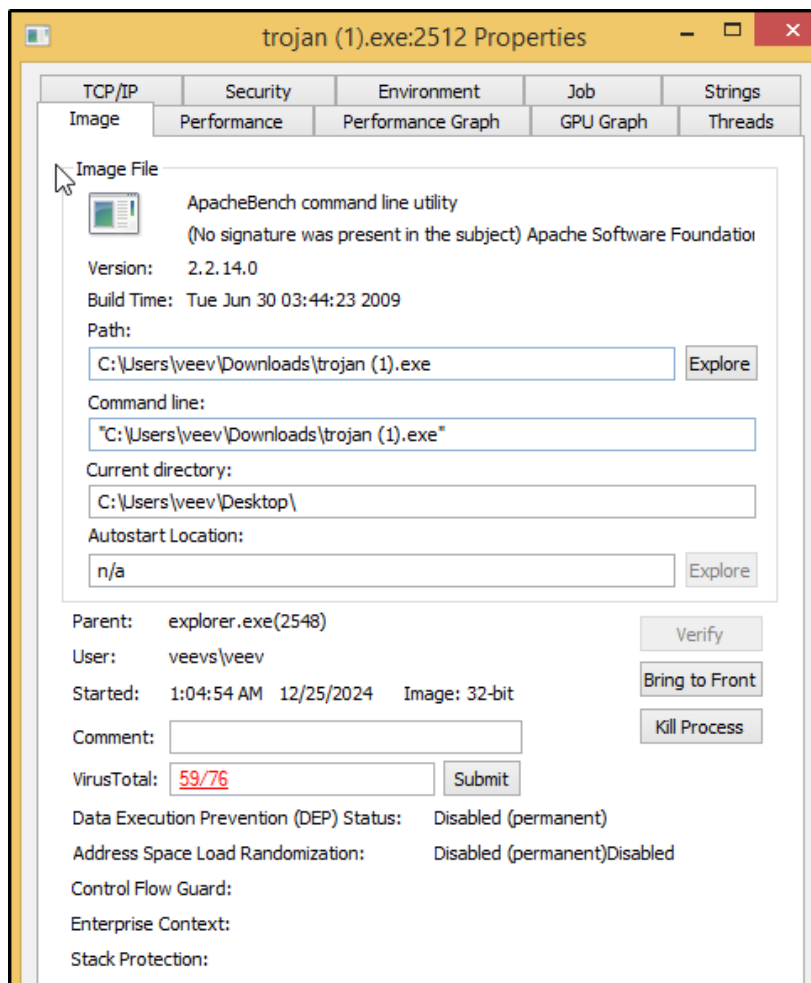 trojan (1).exe:2512 Properties
TCP/IP Security Environment Job Strings
Image Performance Performance Graph GPU Graph Threads
Image File
ApacheBench command line utility
(No signature was present in the subject) Apache Software Foundation
Version: 2.2.14.0
Build Time: Tue Jun 30 03:44:23 2009
Path:
C:\Users\veev\Downloads\trojan (1).exe Explore
Command line:
"C:\Users\veev\Downloads\trojan (1).exe"
Current directory:
C:\Users\veev\Desktop\
Autostart Location:
n/a Explore
Parent: explorer.exe(2548)
Verify
User: veevs\veev
Bring to Front
Started: 1:04:54 AM 12/25/2024 Image: 32-bit
Kill Process
Comment:
VirusTotal: 59/76 Submit
Data Execution Prevention (DEP) Status: Disabled (permanent)
Address Space Load Randomization: Disabled (permanent)Disabled
Control Flow Guard:
Enterprise Context:
Stack Protection: